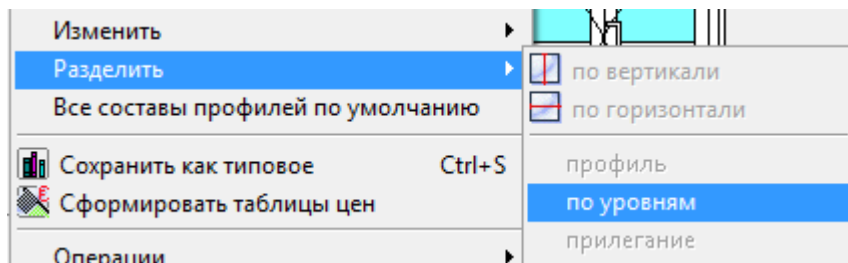 Изменить
Разделить
Все составы профилей по умолчанию
Сохранить как типовое Ctrl+S
Сформировать таблицы цен
Операции
по вертикали
по горизонтали
профиль
по уровням
прилегание